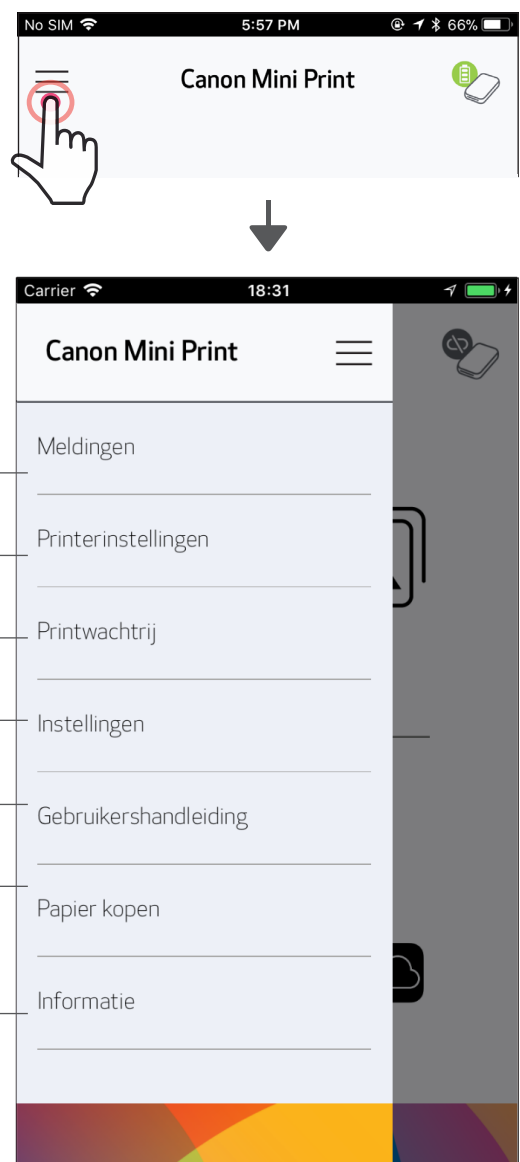 No SIM 5:57 PM 66%
Canon Mini Print
Carrier 18:31
Canon Mini Print
Meldingen
Printerinstellingen
Printwachtrij
Instellingen
Gebruikershandleiding
Papier kopen
Informatie